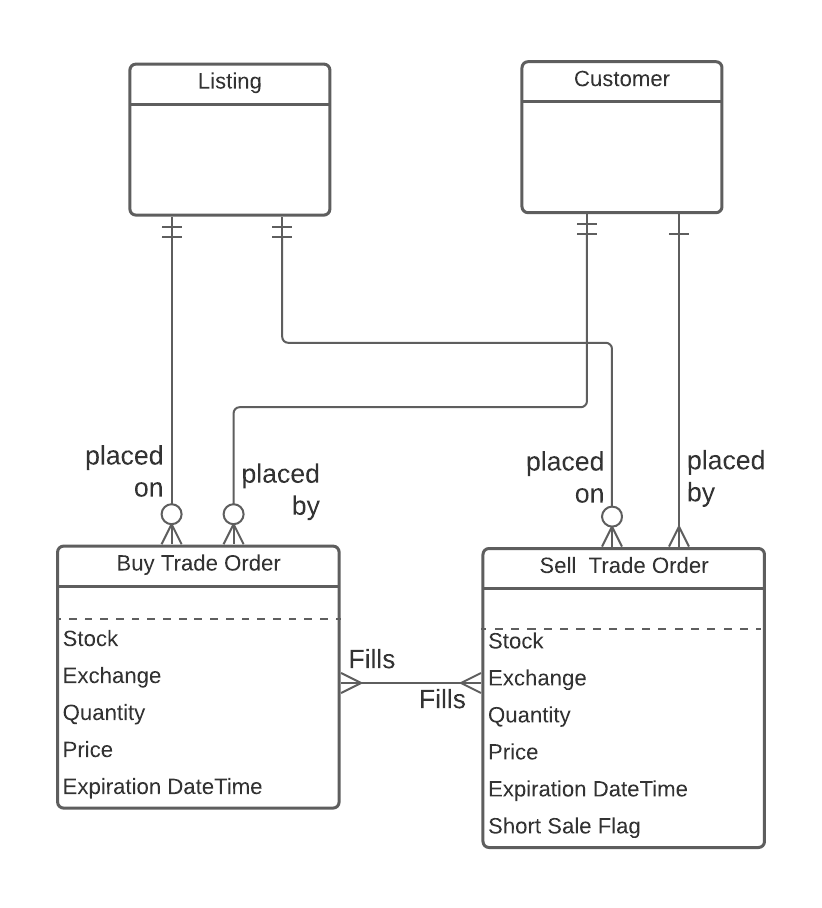 Listing
Customer
placed
on
placed
by
placed
on
placed
by
Buy Trade Order
Stock
Exchange
Quantity
Price
Expiration DateTime
Fills
Fills
Sell  Trade Order
Stock
Exchange
Quantity
Price
Expiration DateTime
Short Sale Flag